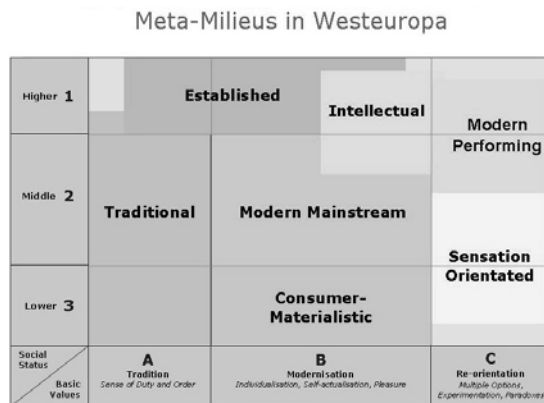 Meta-Milieus in Westeuropa
Higher 1
Established
Intellectual
Modern
Performing
Middle 2
Traditional
Modern Mainstream
Sensation
Orientated
Lower 3
Consumer-
Materialistic
Social
Status
Basic
Values
A
Tradition
Sense of Duty and Order
B
Modernisation
Individualisation, Self-actualisation, Pleasure
C
Re-orientation
Multiple Options,
Experimentation, Paradoxes